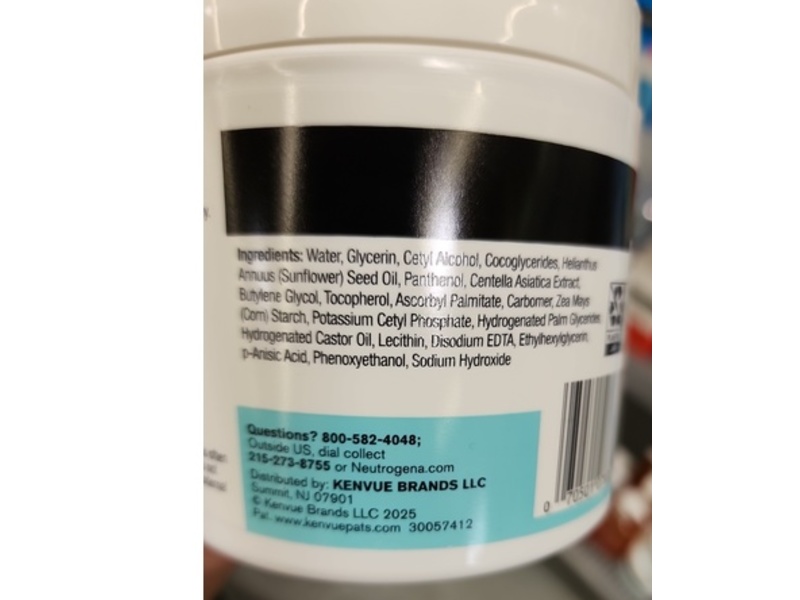 Ingredients: Water, Glycerin, Cetyl Alcohol, Cocoglycerides, Helianthus
Annuus (Sunflower) Seed Oil, Panthenol, Centella Asiatica Extract,
Butylene Glycol, Tocopherol, Ascorbyl Palmitate, Carbomer, Zea Mays
(Corn) Starch, Potassium Cetyl Phosphate, Hydrogenated Palm Glycerides,
Hydrogenated Castor Oil, Lecithin, Disodium EDTA, Ethylhexylglycerin,
p-Anisic Acid, Phenoxyethanol, Sodium Hydroxide
Questions? 800-582-4048;
Outside US, dial collect
215-273-8755 or Neutrogena.com
Distributed by: KENVUE BRANDS LLC
Summit, NJ 07901
© Kenvue Brands LLC 2025
Pat. www.kenvuepats.com 30057412
0